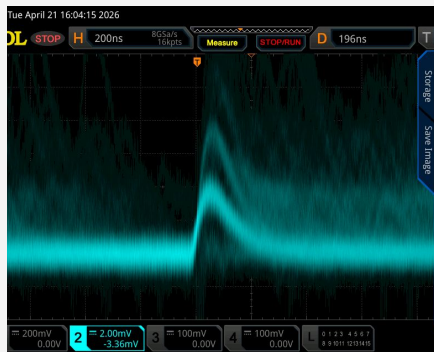 Tue April 21 16:04:15 2026
OL STOP H 200ns 8GSa/s 16kpts Measure STOP/RUN D 196ns T
T
Storage
Save Image
200mV 0.00V 2 2.00mV -3.36mV 3 100mV 0.00V 4 100mV 0.00V L 0 1 2 3 4 5 6 7 8 9 10 11 12 13 14 15